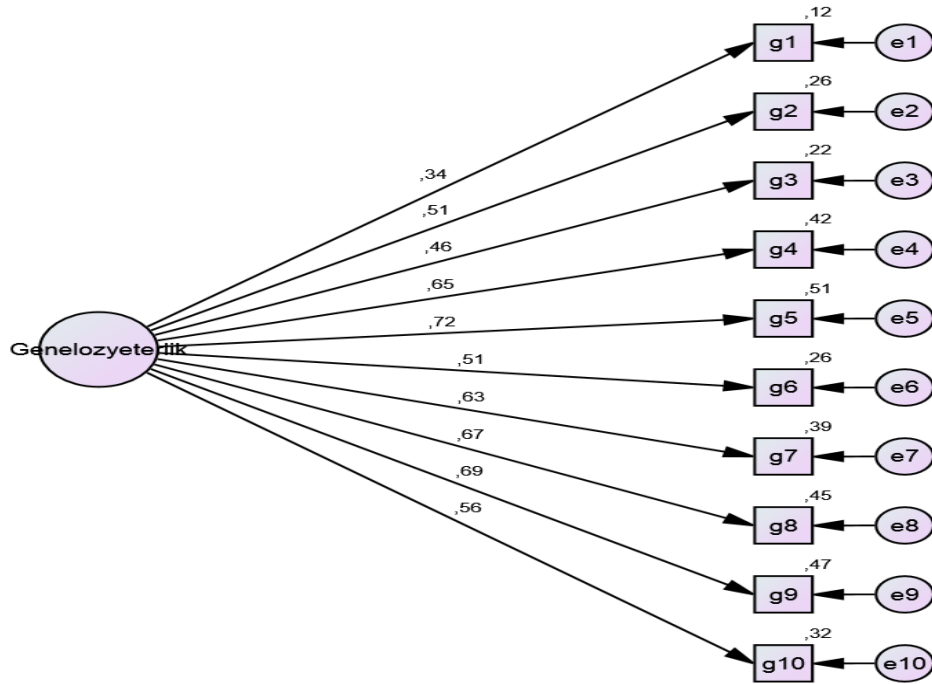 ,12
g1
e1
,26
g2
e2
,34
,22
g3
e3
,51
,42
g4
e4
,46
,65
,51
g5
e5
,72
Genelozyeterlik
,51
,26
g6
e6
,63
,39
g7
e7
,67
,69
,45
g8
e8
,56
,47
g9
e9
,32
g10
e10